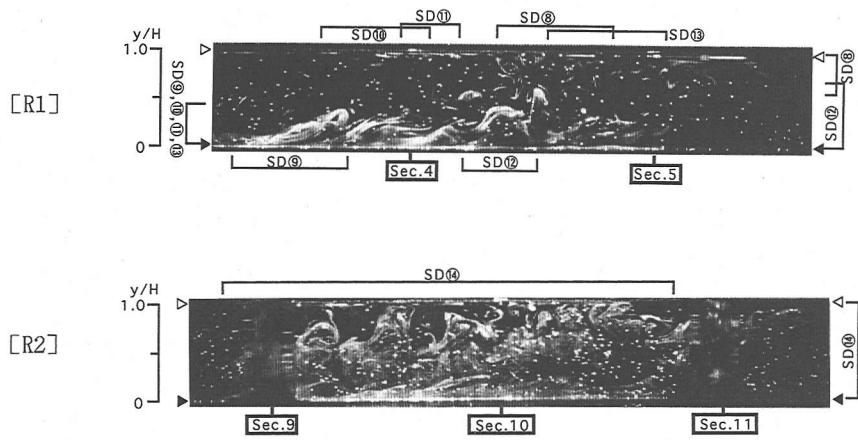 SD⑪ SD⑧
y/H SD⑩ SD⑬
1.0
[R1]
SD⑨,⑩,⑪,⑬
SD⑧
SD⑫
0
SD⑨ SD⑫
Sec.4 Sec.5
y/H SD⑭
1.0
[R2]
SD⑭
0
Sec.9 Sec.10 Sec.11